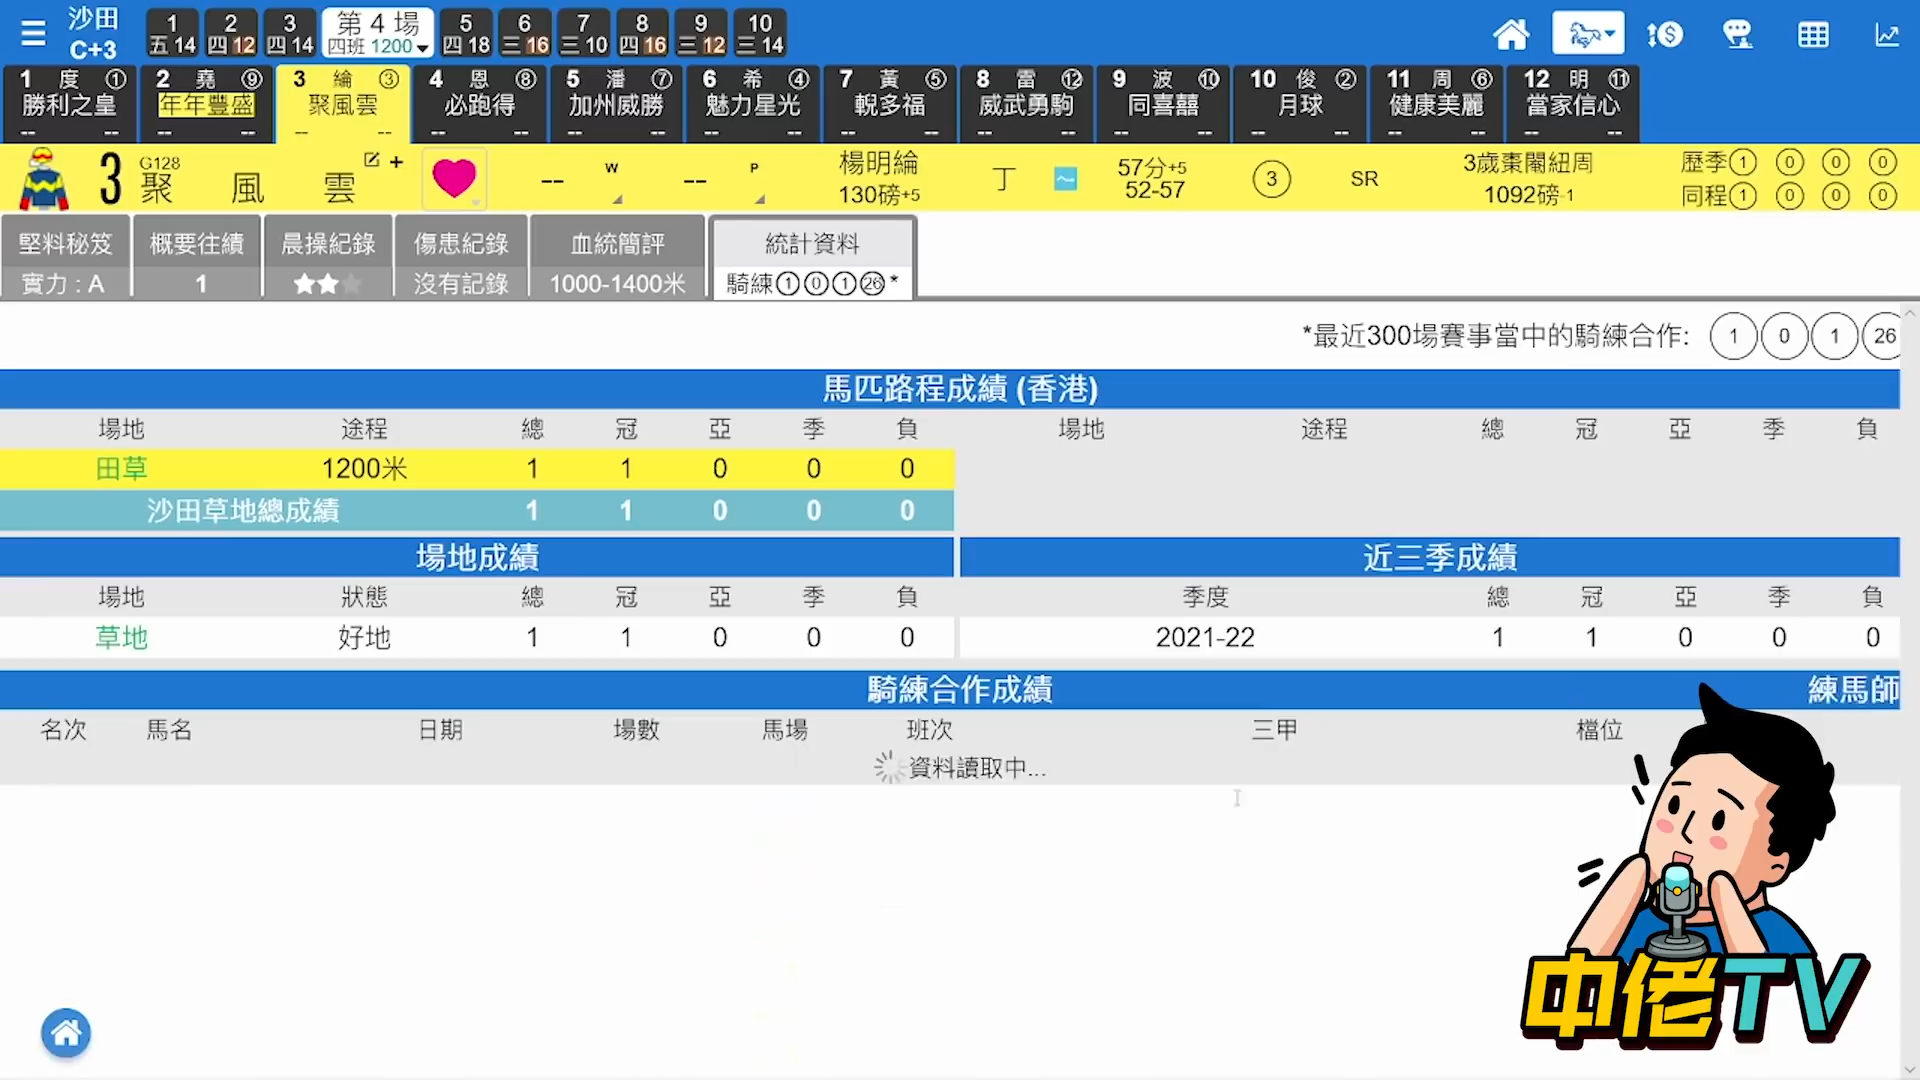 沙田
C+3
1
五 14
2
四 12
3
四 14
第 4 場
四班 1200
5
四 18
6
三 16
7
三 10
8
四 16
9
三 12
10
三 14
1 度 ①
勝利之皇
-- --
2 堯 ⑨
年年豐盛
-- --
3 綸 ③
聚風雲
-- --
4 恩 ⑧
必跑得
-- --
5 潘 ⑦
加州威勝
-- --
6 希 ④
魅力星光
-- --
7 黃 ⑤
輗多福
-- --
8 雷 ⑫
威武勇駒
-- --
9 波 ⑩
同喜囍
-- --
10 俊 ②
月球
-- --
11 周 ⑥
健康美麗
-- --
12 明 ⑪
當家信心
-- --
3
G128
聚 風 雲
+
-- W
-- P
楊明綸
130磅+5
丁
57分+5
52-57
③
SR
3歲棗閹紐周
1092磅-1
歷季 ① ⓪ ⓪ ⓪
同程 ① ⓪ ⓪ ⓪
堅料秘笈
實力 : A
概要往績
1
晨操紀錄
★★★
傷患紀錄
沒有記錄
血統簡評
1000-1400米
統計資料
騎練①⓪①㉖*
*最近300場賽事當中的騎練合作: 1 0 1 26
馬匹路程成績 (香港)
場地 途程 總 冠 亞 季 負 場地 途程 總 冠 亞 季 負
田草 1200米 1 1 0 0 0
沙田草地總成績 1 1 0 0 0
場地成績 近三季成績
場地 狀態 總 冠 亞 季 負 季度 總 冠 亞 季 負
草地 好地 1 1 0 0 0 2021-22 1 1 0 0 0
騎練合作成績 練馬師
名次 馬名 日期 場數 馬場 班次 三甲 檔位
資料讀取中...
中佬TV